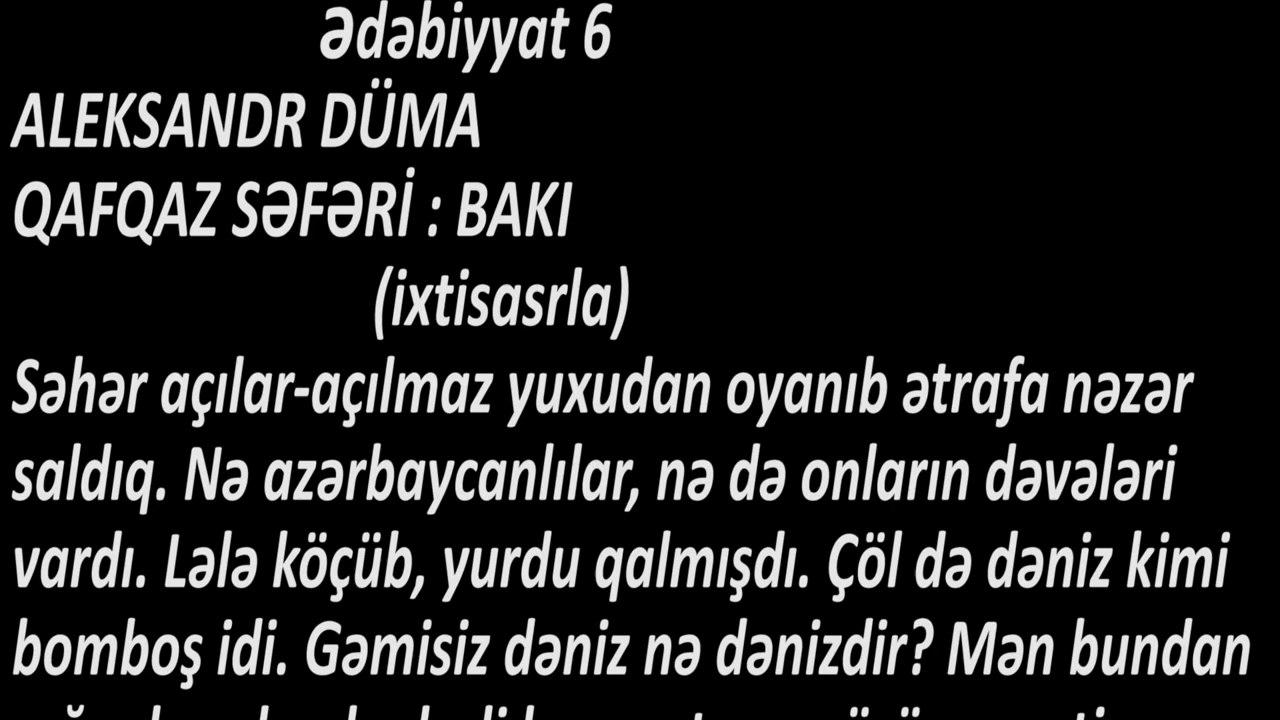 Ədəbiyyat 6
ALEKSANDR DÜMA
QAFQAZ SƏFƏRİ : BAKI
(ixtisasrla)
Səhər açılar-açılmaz yuxudan oyanıb ətrafa nəzər
saldıq. Nə azərbaycanlılar, nə də onların dəvələri
vardı. Lələ köçüb, yurdu qalmışdı. Çöl də dəniz kimi
bomboş idi. Gəmisiz dəniz nə dənizdir? Mən bundan